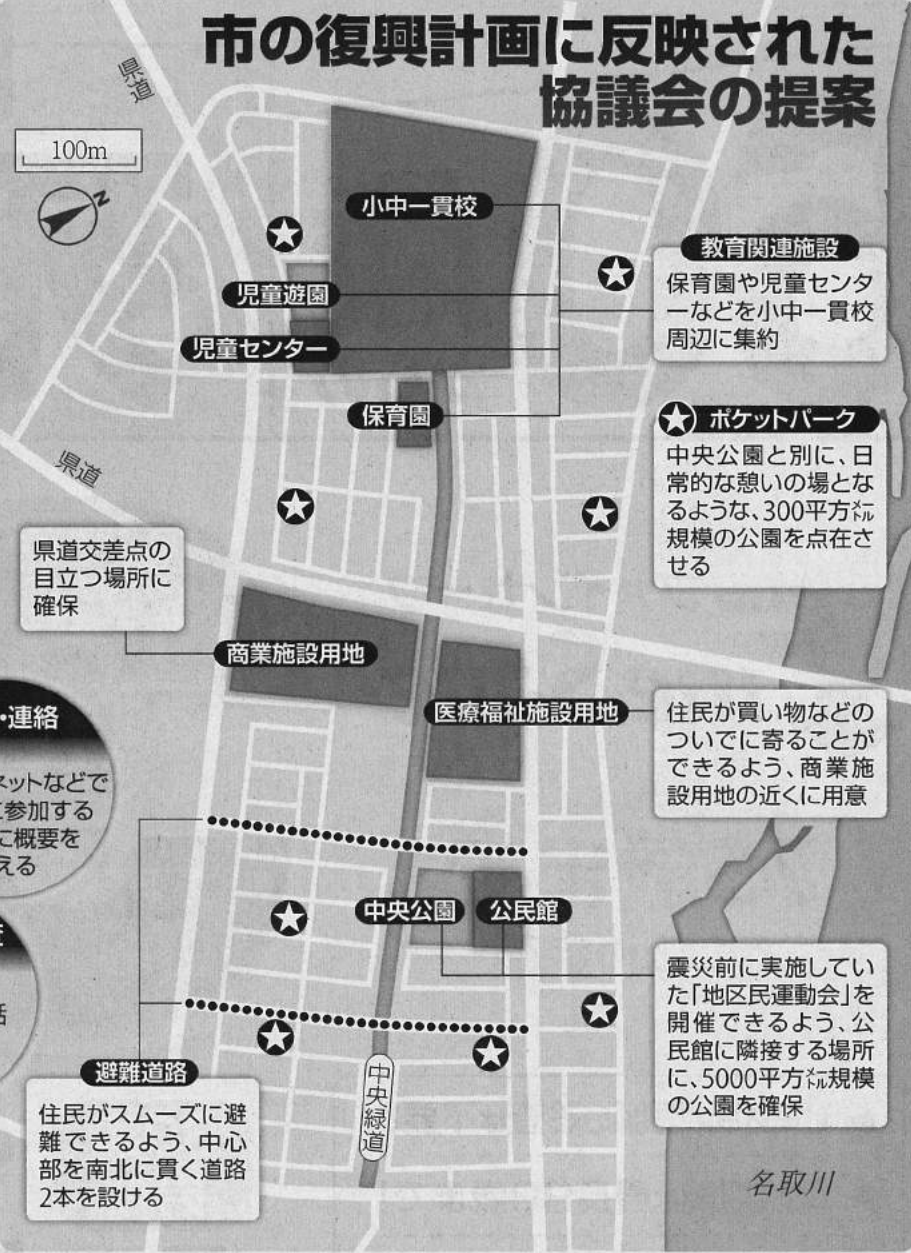 市の復興計画に反映された
協議会の提案
県道
100m
N
小中一貫校
児童遊園
児童センター
保育園
教育関連施設
保育園や児童センタ
ーなどを小中一貫校
周辺に集約
ポケットパーク
中央公園と別に、日
常的な憩いの場とな
るような、300平方㍍
規模の公園を点在さ
せる
県道
県道交差点の
目立つ場所に
確保
商業施設用地
医療福祉施設用地
住民が買い物などの
ついでに寄ることが
できるよう、商業施
設用地の近くに用意
・連絡
ネットなどで
参加する
に概要を
える
中央公園
公民館
震災前に実施してい
た「地区民運動会」を
開催できるよう、公
民館に隣接する場所
に、5000平方㍍規模
の公園を確保
避難道路
住民がスムーズに避
難できるよう、中心
部を南北に貫く道路
2本を設ける
中央緑道
名取川